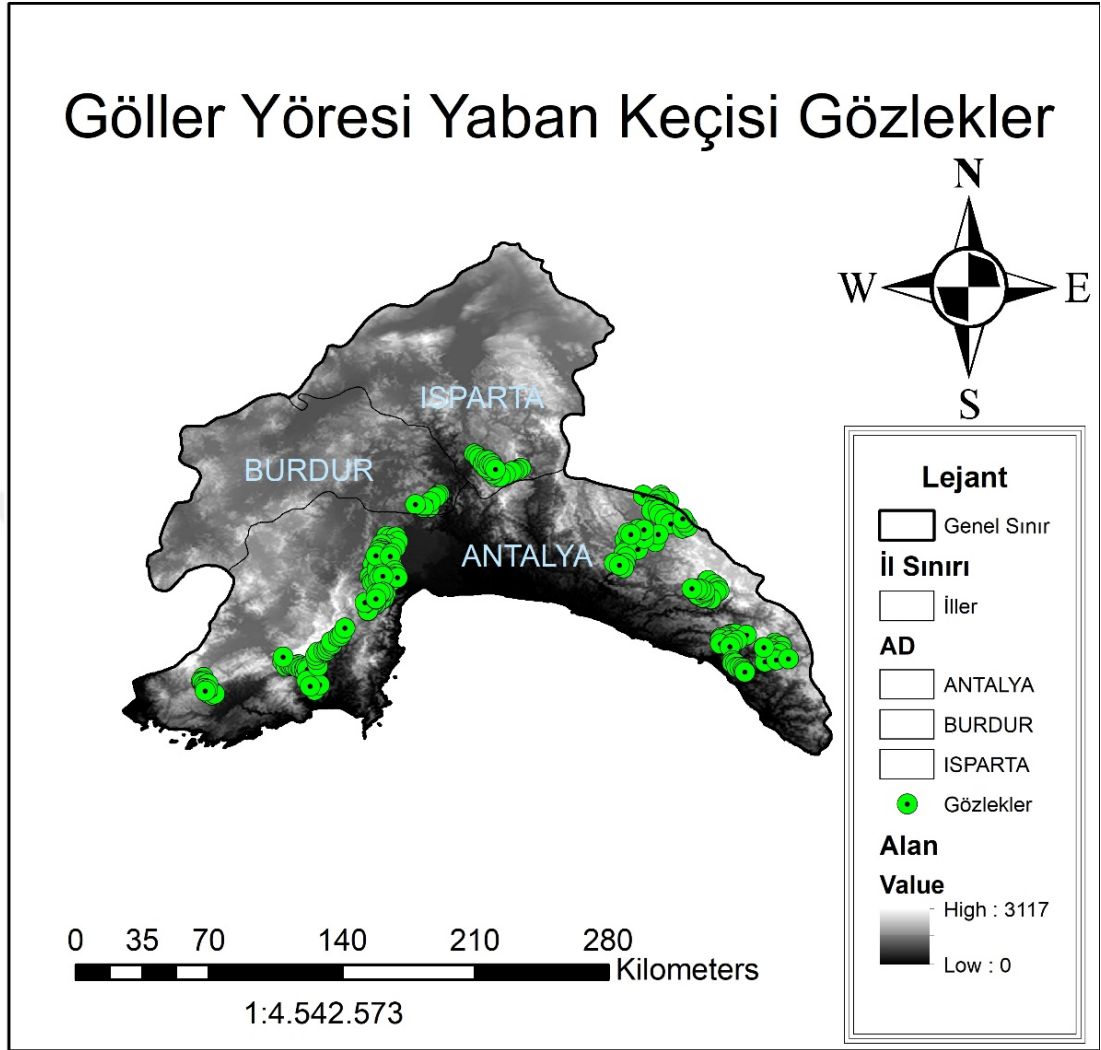 Göller Yöresi Yaban Keçisi Gözlekler
N
W
E
S
ISPARTA
BURDUR
ANTALYA
Lejant
Genel Sınır
İl Sınırı
İller
AD
ANTALYA
BURDUR
ISPARTA
Gözlekler
Alan
Value
High : 3117
Low : 0
0 35 70 140 210 280
Kilometers
1:4.542.573